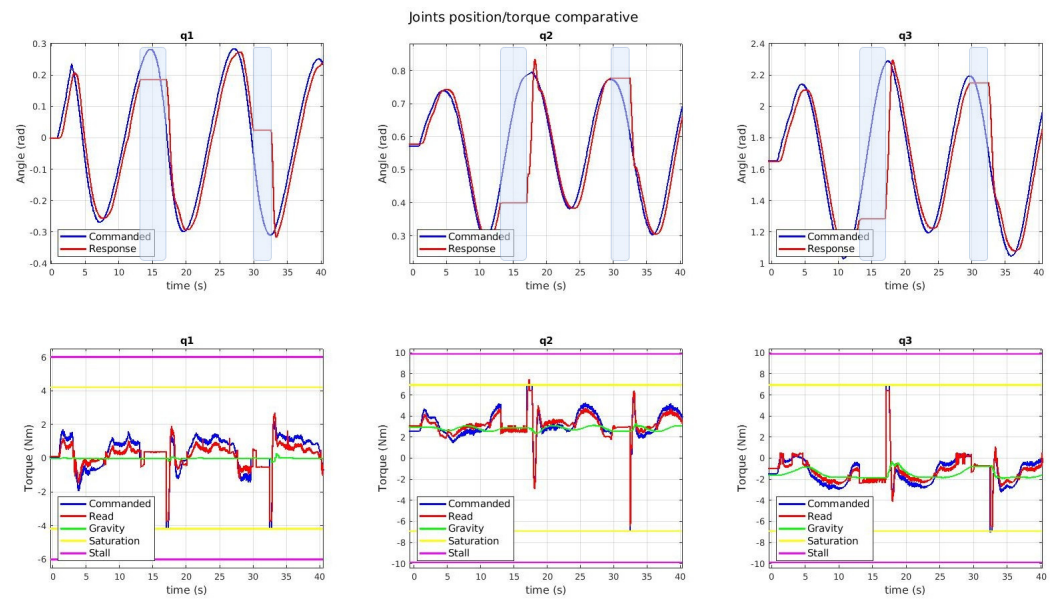 Joints position/torque comparative
q1
0.3
0.2
0.1
0
-0.1
-0.2
-0.3
-0.4
Angle (rad)
Commanded
Response
0 5 10 15 20 25 30 35 40
time (s)
q2
0.8
0.7
0.6
0.5
0.4
0.3
Angle (rad)
Commanded
Response
0 5 10 15 20 25 30 35 40
time (s)
q3
2.4
2.2
2
1.8
1.6
1.4
1.2
1
Angle (rad)
Commanded
Response
0 5 10 15 20 25 30 35 40
time (s)
q1
6
4
2
0
-2
-4
-6
Torque (Nm)
Commanded
Read
Gravity
Saturation
Stall
0 5 10 15 20 25 30 35 40
time (s)
q2
10
8
6
4
2
0
-2
-4
-6
-8
-10
Torque (Nm)
Commanded
Read
Gravity
Saturation
Stall
0 5 10 15 20 25 30 35 40
time (s)
q3
10
8
6
4
2
0
-2
-4
-6
-8
-10
Torque (Nm)
Commanded
Read
Gravity
Saturation
Stall
0 5 10 15 20 25 30 35 40
time (s)